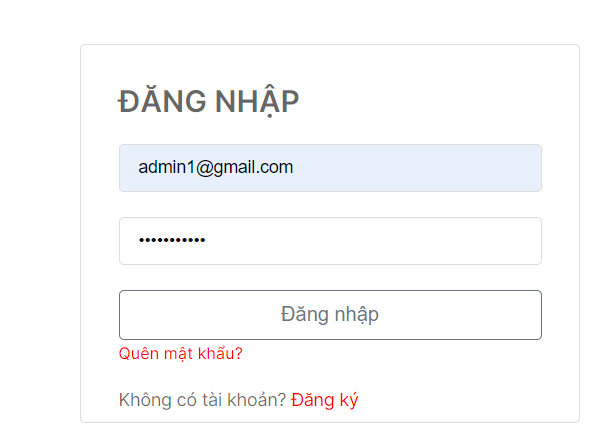 ĐĂNG NHẬP
admin1@gmail.com
•••••••••••
Đăng nhập
Quên mật khẩu?
Không có tài khoản? Đăng ký